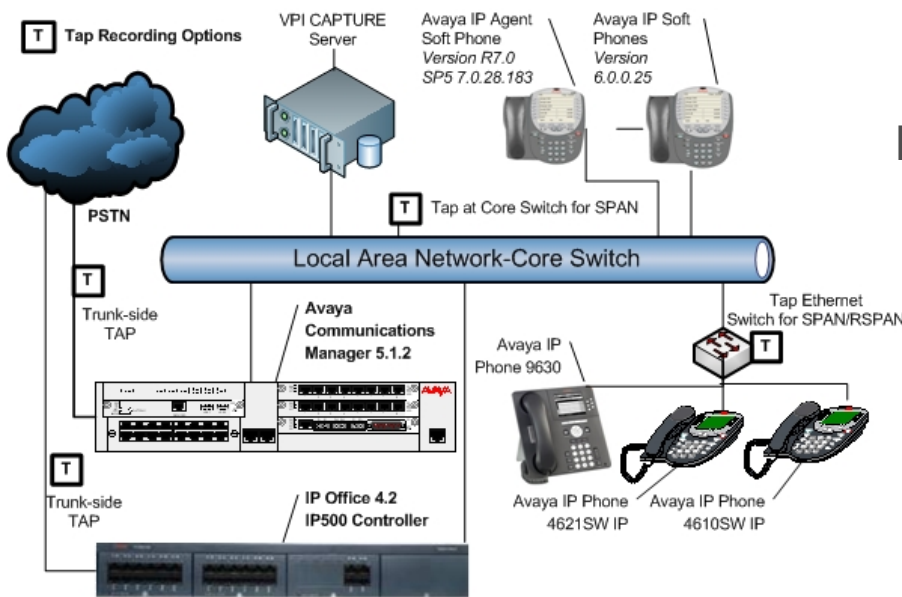 T Tap Recording Options
VPI CAPTURE
Server
Avaya IP Agent
Soft Phone
Version R7.0
SP5 7.0.28.183
Avaya IP Soft
Phones
Version
6.0.0.25
PSTN
T Tap at Core Switch for SPAN
Local Area Network-Core Switch
T
Trunk-side
TAP
Avaya
Communications
Manager 5.1.2
AVAYA
Tap Ethernet
Switch for SPAN/RSPAN
T
Avaya IP
Phone 9630
Avaya IP Phone
4621SW IP
Avaya IP Phone
4610SW IP
T
Trunk-side
TAP
IP Office 4.2
IP500 Controller